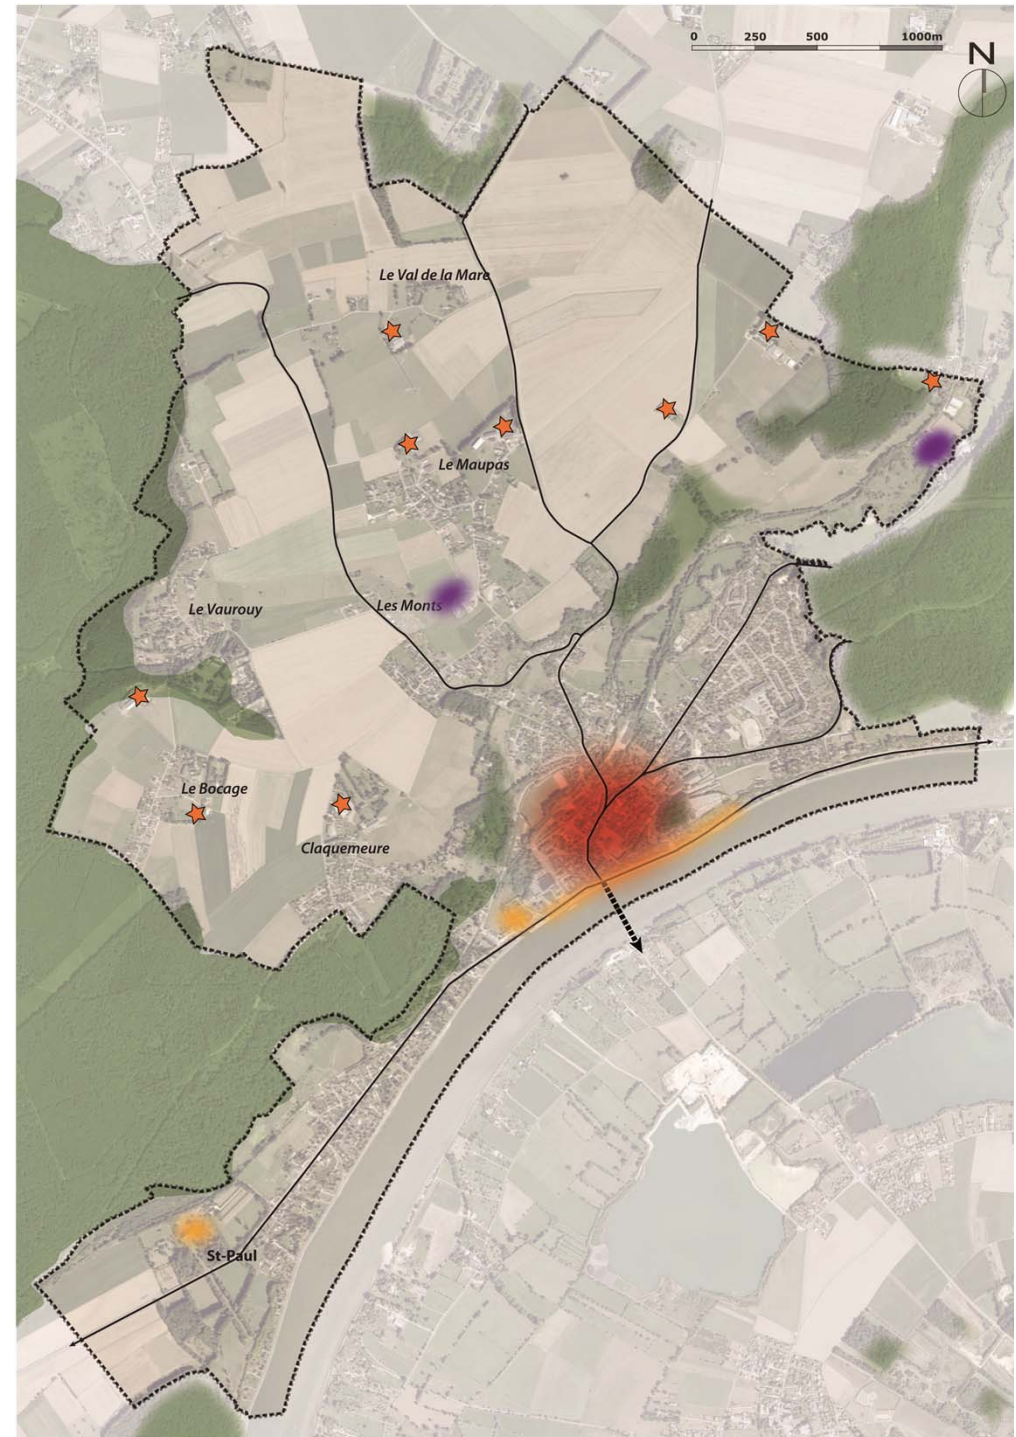 0 250 500 1000m
N
Le Val de la Mare
Le Maupas
Les Monts
Le Vaurouy
Le Bocage
Claquemeure
St-Paul